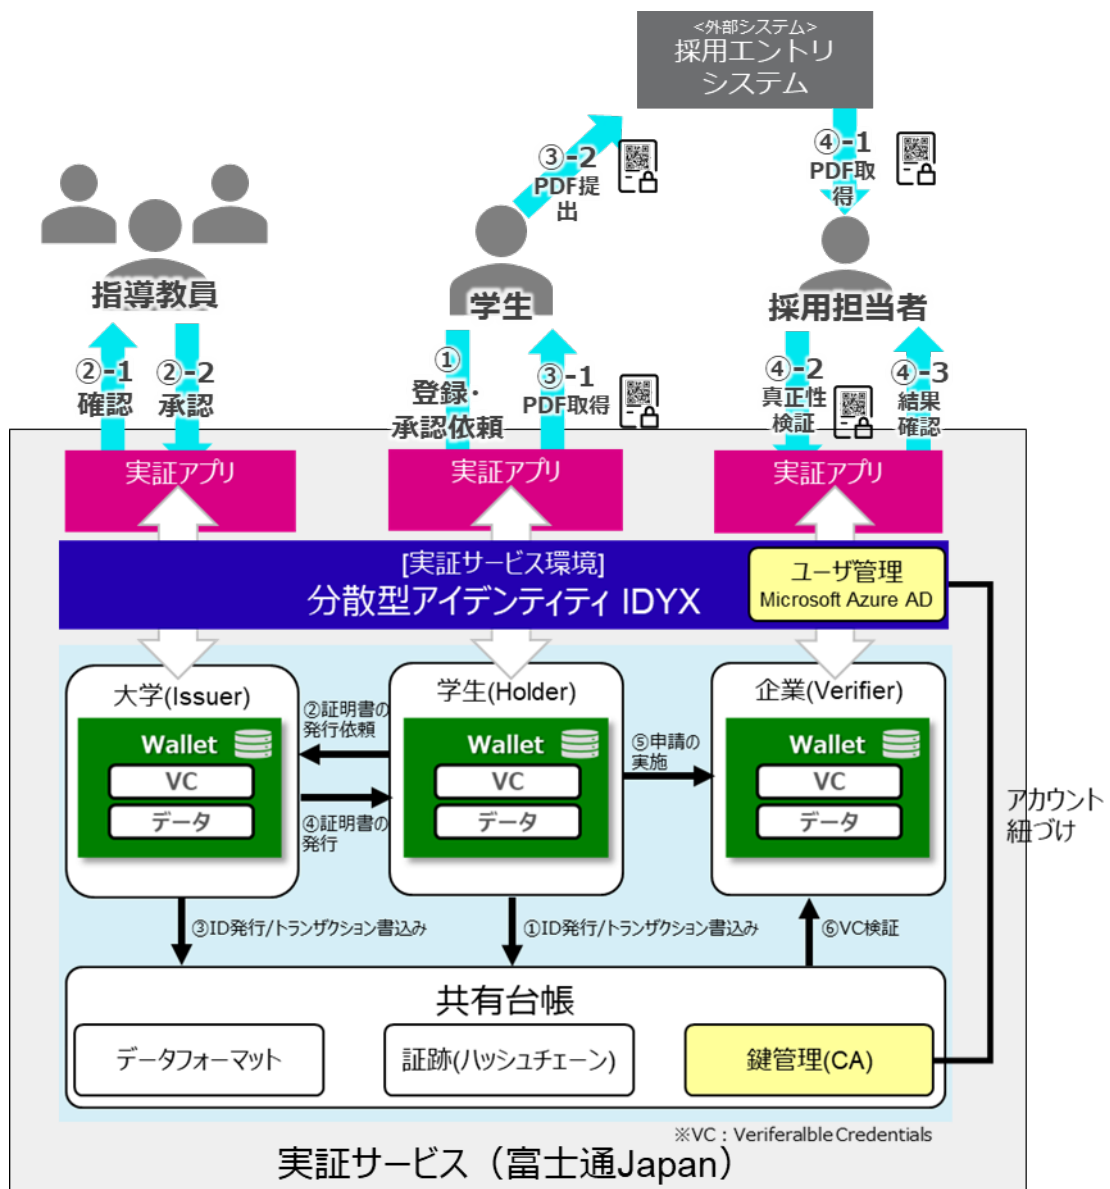 <外部システム>
採用エントリ
システム
③-2
PDF提
出
④-1
PDF取
得
指導教員
学生
採用担当者
②-1
確認
②-2
承認
①
登録・
承認依頼
③-1
PDF取得
④-2
真正性
検証
④-3
結果
確認
実証アプリ
実証アプリ
実証アプリ
[実証サービス環境]
分散型アイデンティティ IDYX
ユーザ管理
Microsoft Azure AD
大学(Issuer)
Wallet
VC
データ
②証明書の
発行依頼
④証明書の
発行
学生(Holder)
Wallet
VC
データ
⑤申請の
実施
企業(Verifier)
Wallet
VC
データ
アカウント
紐づけ
③ID発行/トランザクション書込み
①ID発行/トランザクション書込み
⑥VC検証
共有台帳
データフォーマット
証跡(ハッシュチェーン)
鍵管理(CA)
※VC：Veriferalble Credentials
実証サービス（富士通Japan）